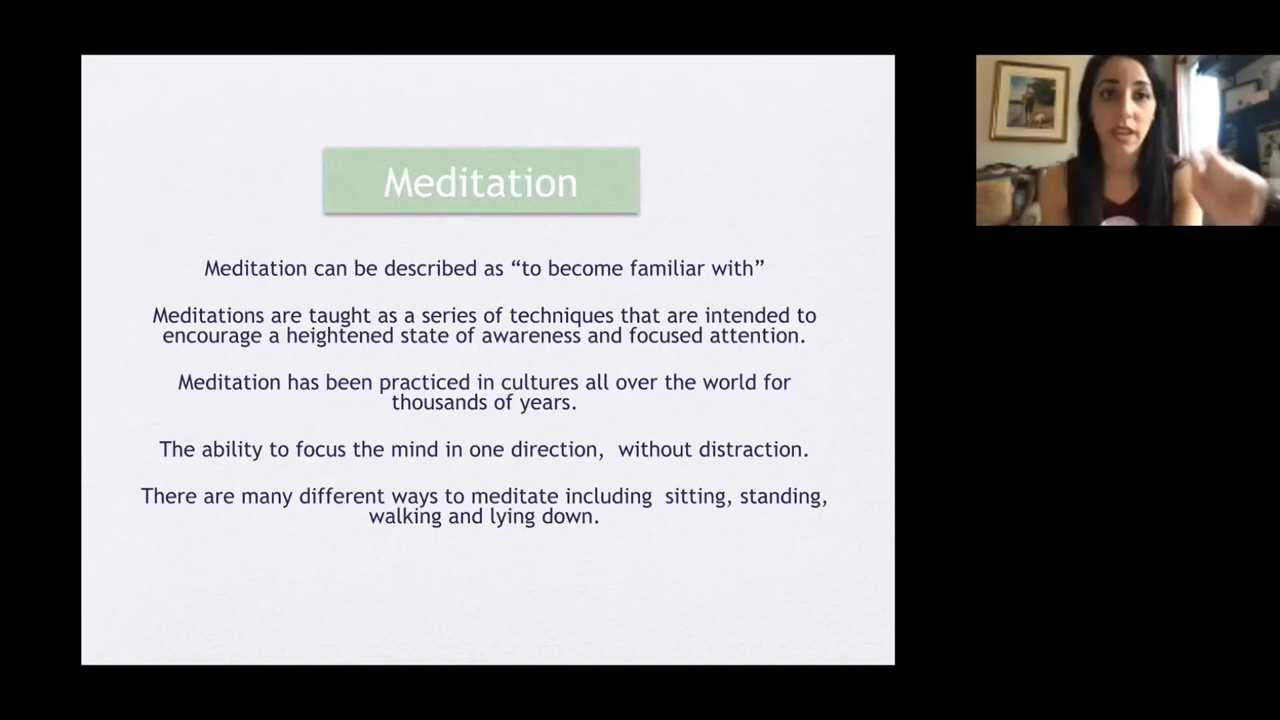 Meditation
Meditation can be described as “to become familiar with”
Meditations are taught as a series of techniques that are intended to
encourage a heightened state of awareness and focused attention.
Meditation has been practiced in cultures all over the world for
thousands of years.
The ability to focus the mind in one direction,  without distraction.
There are many different ways to meditate including  sitting, standing,
walking and lying down.